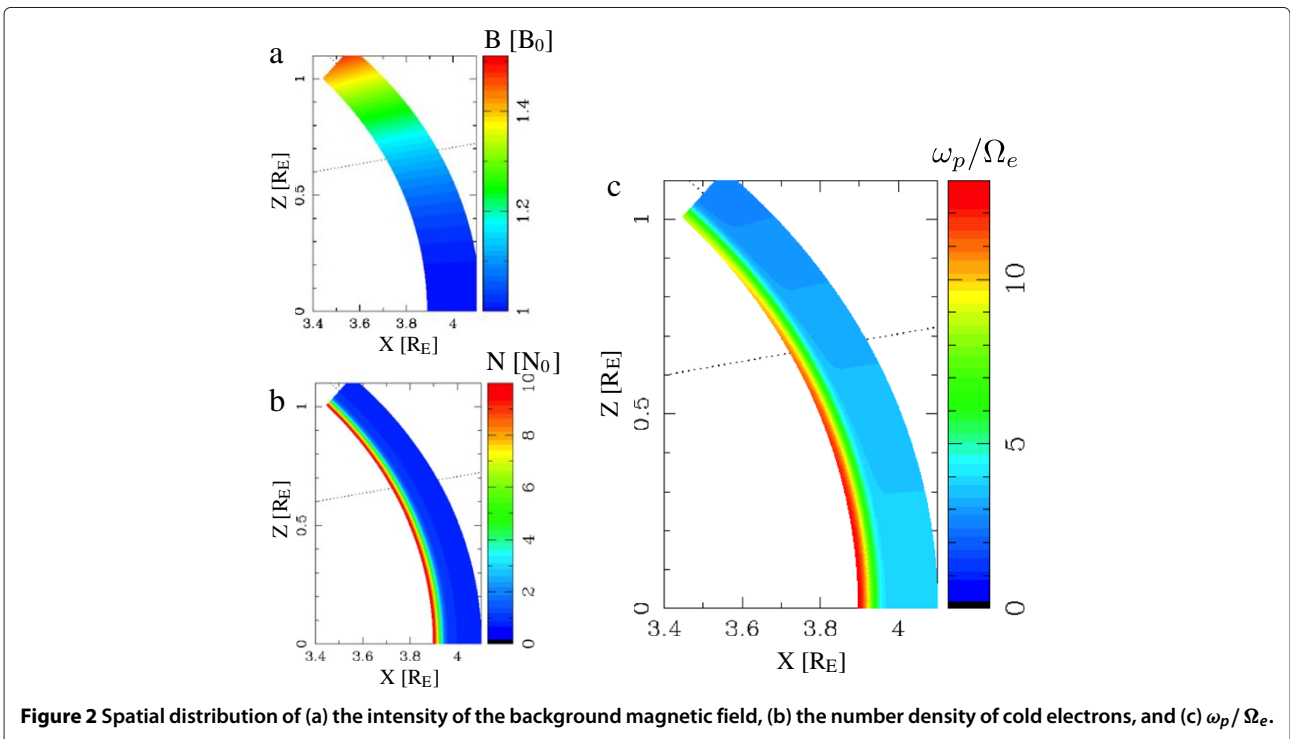 a
B [B₀]
1
0.5
0
Z [R_E]
3.4 3.6 3.8 4
X [R_E]
1.4
1.2
1
b
N [N₀]
1
0.5
0
Z [R_E]
3.4 3.6 3.8 4
X [R_E]
10
8
6
4
2
0
c
ω_p/Ω_e
1
0.5
0
Z [R_E]
3.4 3.6 3.8 4
X [R_E]
10
5
0
Figure 2 Spatial distribution of (a) the intensity of the background magnetic field, (b) the number density of cold electrons, and (c) ω_p/Ω_e.